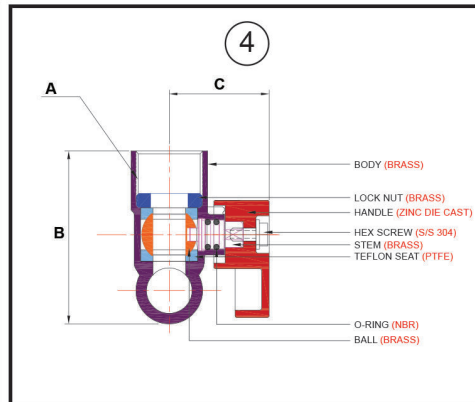 4
C
A
B
BODY (BRASS)
LOCK NUT (BRASS)
HANDLE (ZINC DIE CAST)
HEX SCREW (S/S 304)
STEM (BRASS)
TEFLON SEAT (PTFE)
O-RING (NBR)
BALL (BRASS)